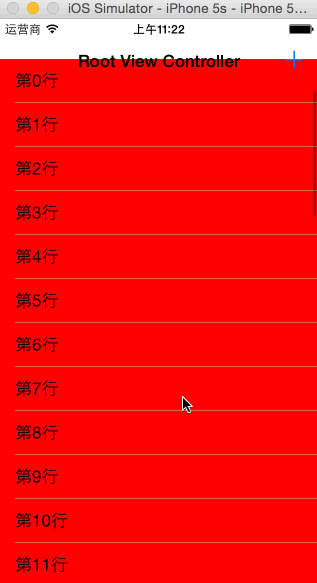 iOS Simulator - iPhone 5s - iPhone 5...
运营商 上午11:22
Root View Controller +
第0行
第1行
第2行
第3行
第4行
第5行
第6行
第7行
第8行
第9行
第10行
第11行